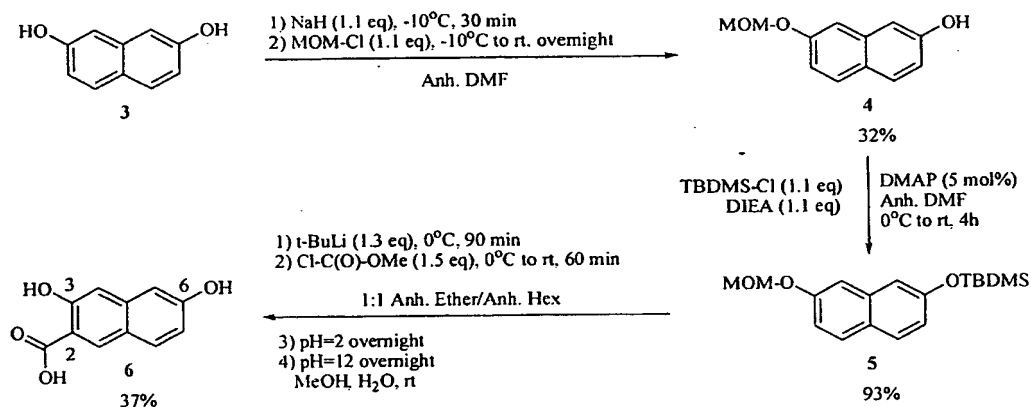 HO
OH
3
1) NaH (1.1 eq), -10°C, 30 min
2) MOM-Cl (1.1 eq), -10°C to rt. overnight
Anh. DMF
MOM-O
OH
4
32%
TBDMS-Cl (1.1 eq)
DIEA (1.1 eq)
DMAP (5 mol%)
Anh. DMF
0°C to rt, 4h
MOM-O
OTBDMS
5
93%
1) t-BuLi (1.3 eq), 0°C, 90 min
2) Cl-C(O)-OMe (1.5 eq), 0°C to rt, 60 min
1:1 Anh. Ether/Anh. Hex
3) pH=2 overnight
4) pH=12 overnight
MeOH, H2O, rt
HO
3
6
OH
O
2
OH
6
37%